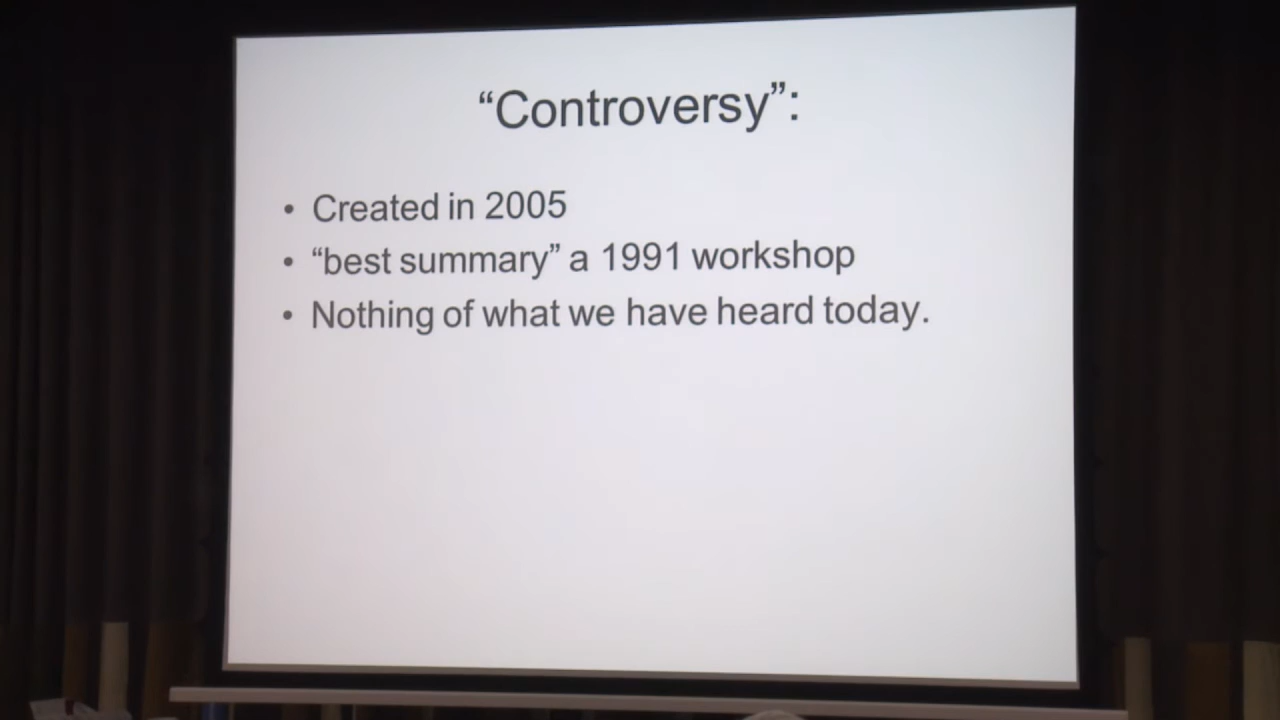 “Controversy”:
• Created in 2005
• “best summary” a 1991 workshop
• Nothing of what we have heard today.